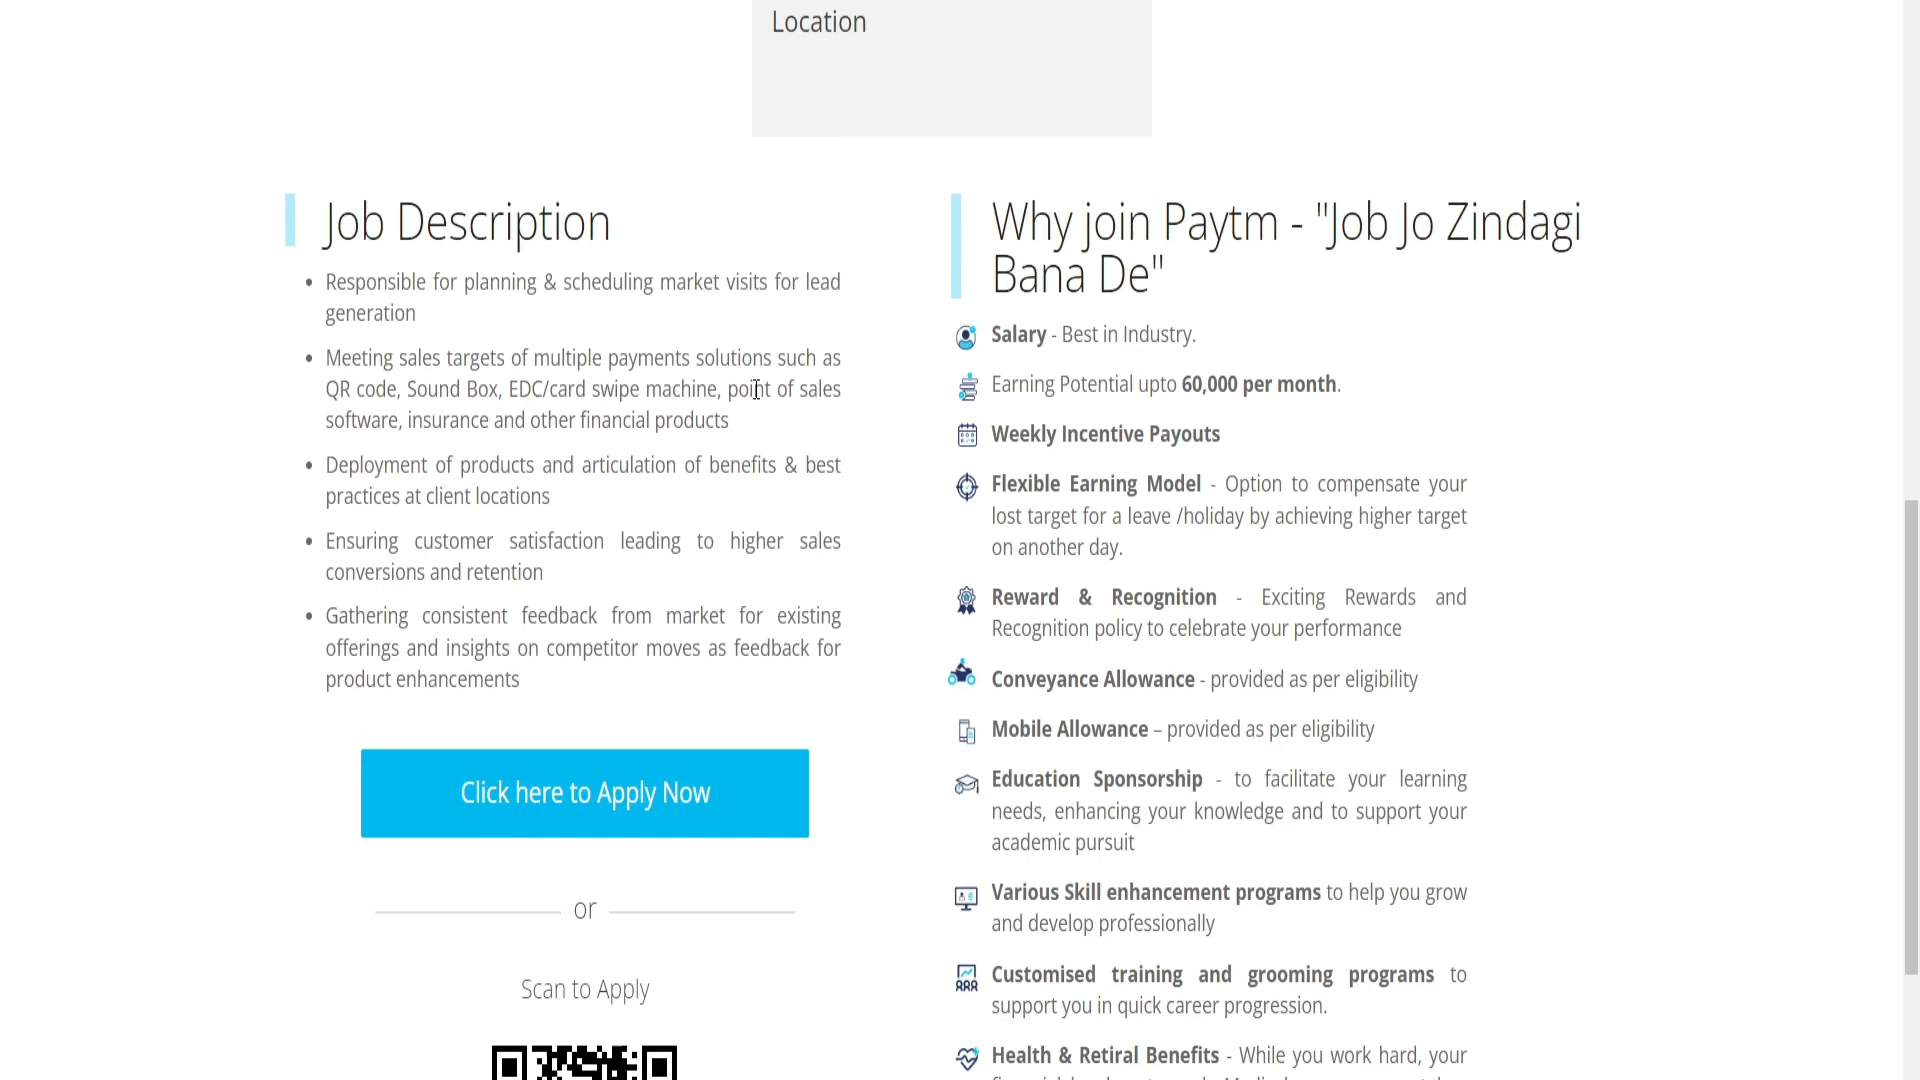 Location
Job Description
Responsible for planning & scheduling market visits for lead
generation
Meeting sales targets of multiple payments solutions such as
QR code, Sound Box, EDC/card swipe machine, point of sales
software, insurance and other financial products
Deployment of products and articulation of benefits & best
practices at client locations
Ensuring customer satisfaction leading to higher sales
conversions and retention
Gathering consistent feedback from market for existing
offerings and insights on competitor moves as feedback for
product enhancements
Click here to Apply Now
or
Scan to Apply
Why join Paytm - "Job Jo Zindagi
Bana De"
Salary - Best in Industry.
Earning Potential upto 60,000 per month.
Weekly Incentive Payouts
Flexible Earning Model - Option to compensate your
lost target for a leave /holiday by achieving higher target
on another day.
Reward & Recognition - Exciting Rewards and
Recognition policy to celebrate your performance
Conveyance Allowance - provided as per eligibility
Mobile Allowance – provided as per eligibility
Education Sponsorship - to facilitate your learning
needs, enhancing your knowledge and to support your
academic pursuit
Various Skill enhancement programs to help you grow
and develop professionally
Customised training and grooming programs to
support you in quick career progression.
Health & Retiral Benefits - While you work hard, your